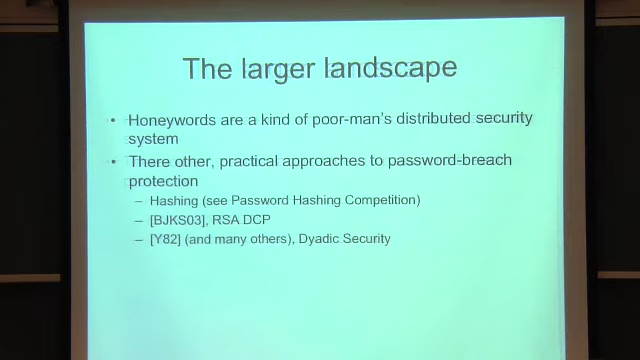 The larger landscape
• Honeywords are a kind of poor-man's distributed security
system
• There other, practical approaches to password-breach
protection
– Hashing (see Password Hashing Competition)
– [BJKS03], RSA DCP
– [Y82] (and many others), Dyadic Security